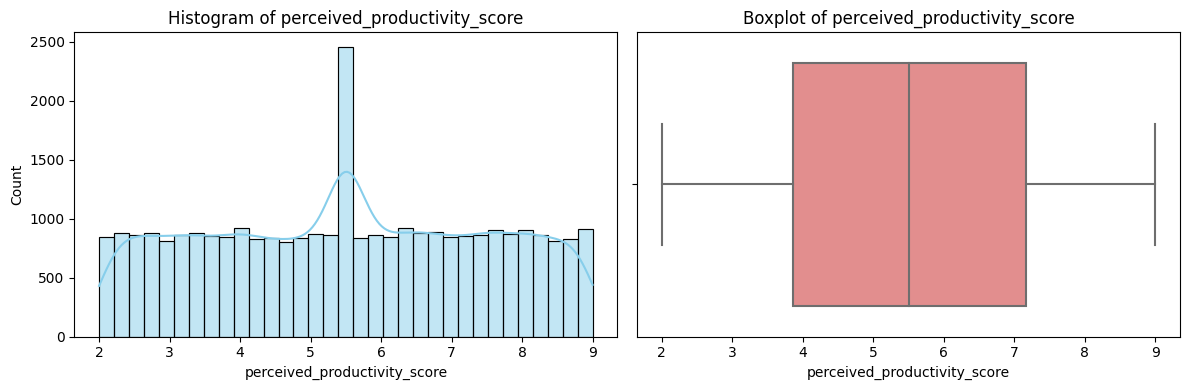 Histogram of perceived_productivity_score
2500
2000
1500
1000
500
0
Count
2 3 4 5 6 7 8 9
perceived_productivity_score
Boxplot of perceived_productivity_score
2 3 4 5 6 7 8 9
perceived_productivity_score